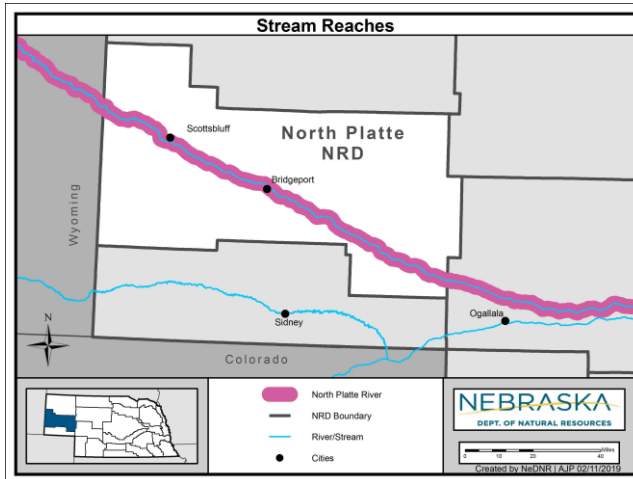 Stream Reaches
Scottsbluff
North Platte
NRD
Bridgeport
Wyoming
N
Sidney
Ogallala
Colorado
North Platte River
NRD Boundary
River/Stream
Cities
NEBRASKA
DEPT. OF NATURAL RESOURCES
Miles
0 10 20 40
Created by NeDNR | AJP 02/11/2019